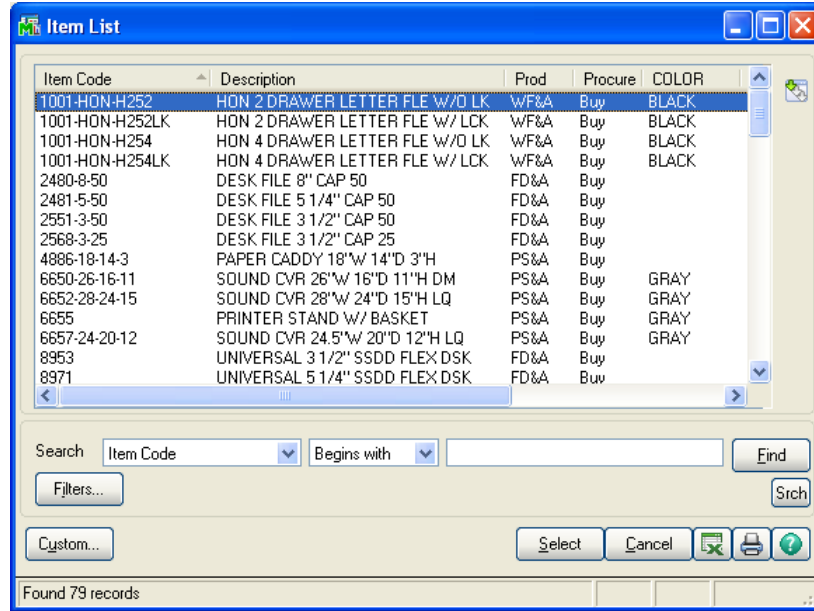 Item List
Item Code Description Prod Procure COLOR
1001-HON-H252 HON 2 DRAWER LETTER FLE W/O LK WF&A Buy BLACK
1001-HON-H252LK HON 2 DRAWER LETTER FLE W/ LCK WF&A Buy BLACK
1001-HON-H254 HON 4 DRAWER LETTER FLE W/O LK WF&A Buy BLACK
1001-HON-H254LK HON 4 DRAWER LETTER FLE W/ LCK WF&A Buy BLACK
2480-8-50 DESK FILE 8" CAP 50 FD&A Buy
2481-5-50 DESK FILE 5 1/4" CAP 50 FD&A Buy
2551-3-50 DESK FILE 3 1/2" CAP 50 FD&A Buy
2568-3-25 DESK FILE 3 1/2" CAP 25 FD&A Buy
4886-18-14-3 PAPER CADDY 18"W 14"D 3"H PS&A Buy
6650-26-16-11 SOUND CVR 26"W 16"D 11"H DM PS&A Buy GRAY
6652-28-24-15 SOUND CVR 28"W 24"D 15"H LQ PS&A Buy GRAY
6655 PRINTER STAND W/ BASKET PS&A Buy GRAY
6657-24-20-12 SOUND CVR 24.5"W 20"D 12"H LQ PS&A Buy GRAY
8953 UNIVERSAL 3 1/2" SSDD FLEX DSK FD&A Buy
8971 UNIVERSAL 5 1/4" SSDD FLEX DSK FD&A Buy
Search Item Code Begins with Find
Filters... Srch
Custom... Select Cancel
Found 79 records